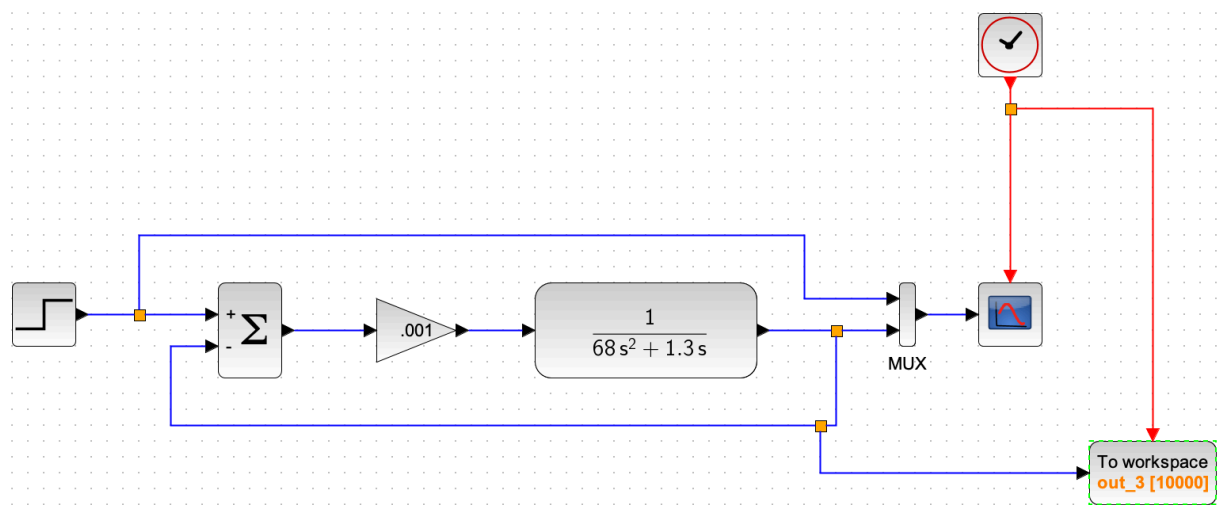 +
-
Σ
.001
1
68 s² + 1.3 s
MUX
To workspace
out_3 [10000]